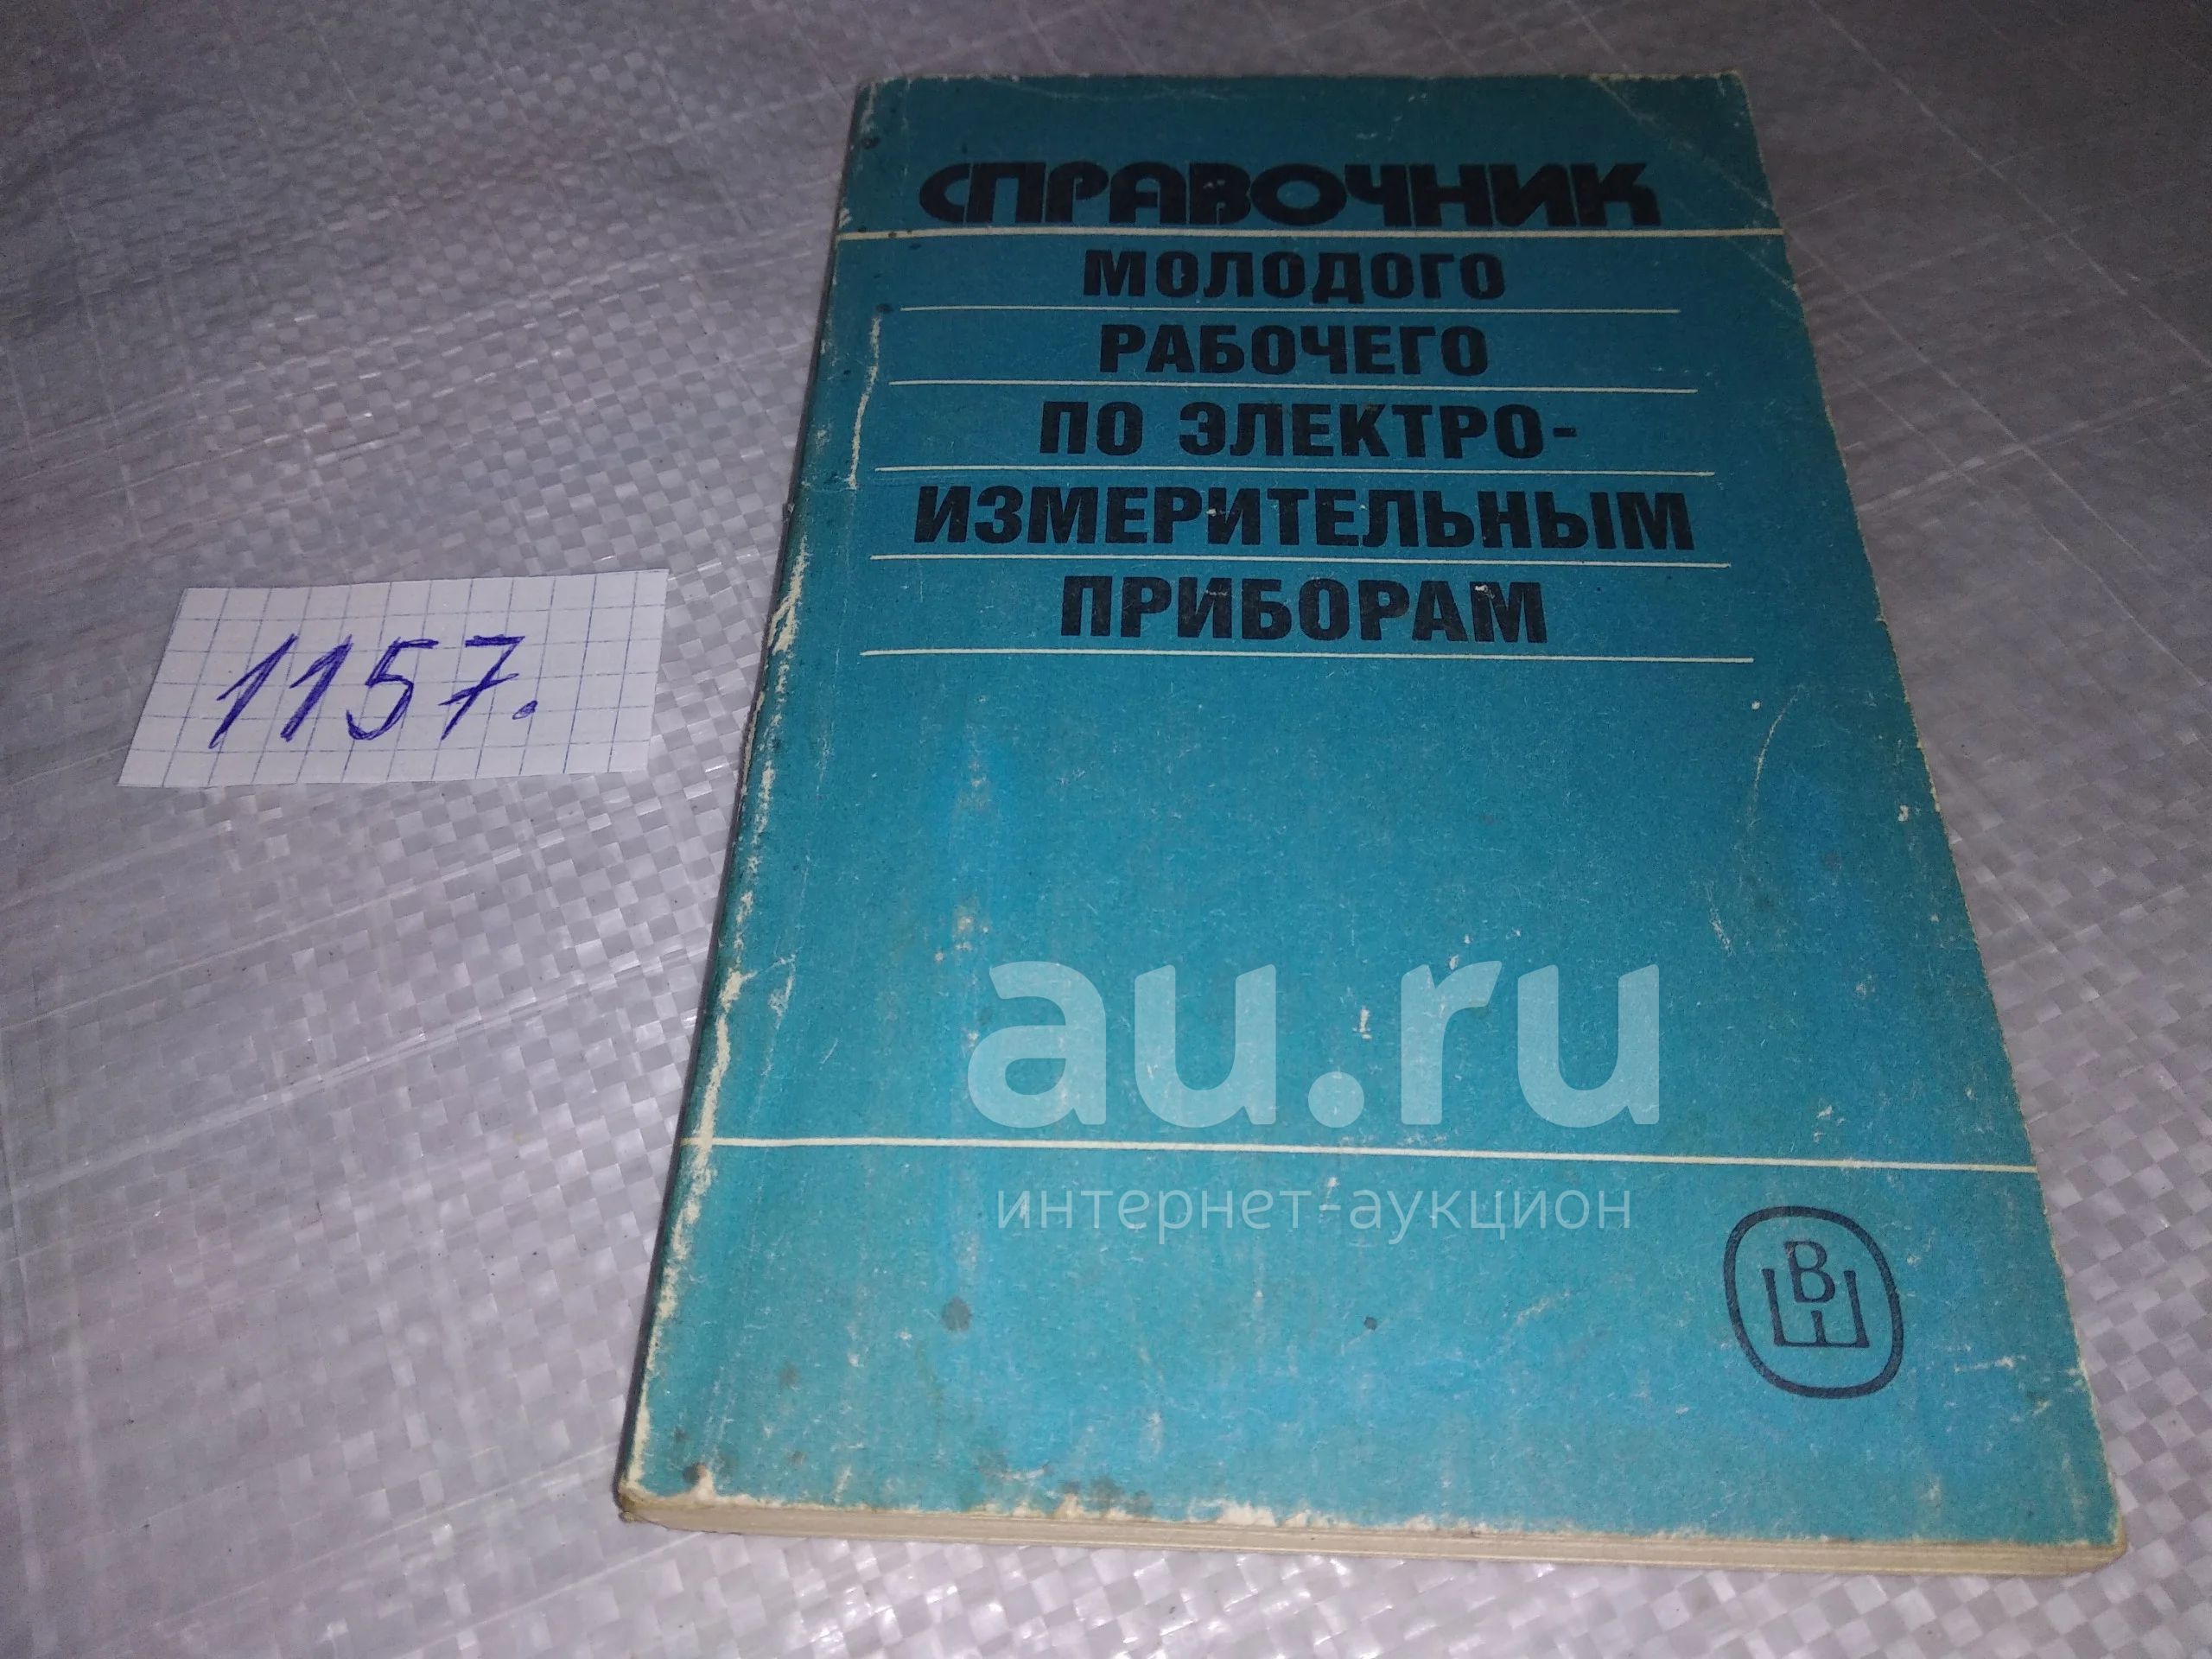 СПРАВОЧНИК
МОЛОДОГО
РАБОЧЕГО
ПО ЭЛЕКТРО-
ИЗМЕРИТЕЛЬНЫМ
ПРИБОРАМ
1157.
au.ru
интернет-аукцион
ВШ